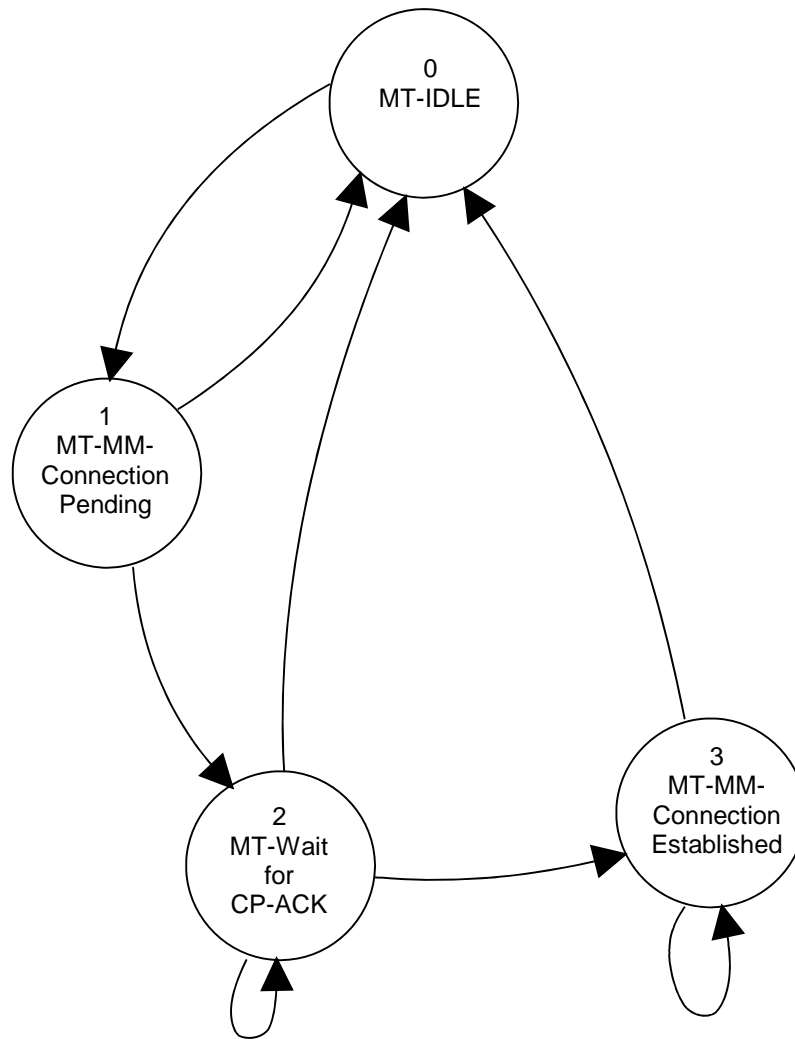 0
MT-IDLE
1
MT-MM-
Connection
Pending
2
MT-Wait
for
CP-ACK
3
MT-MM-
Connection
Established